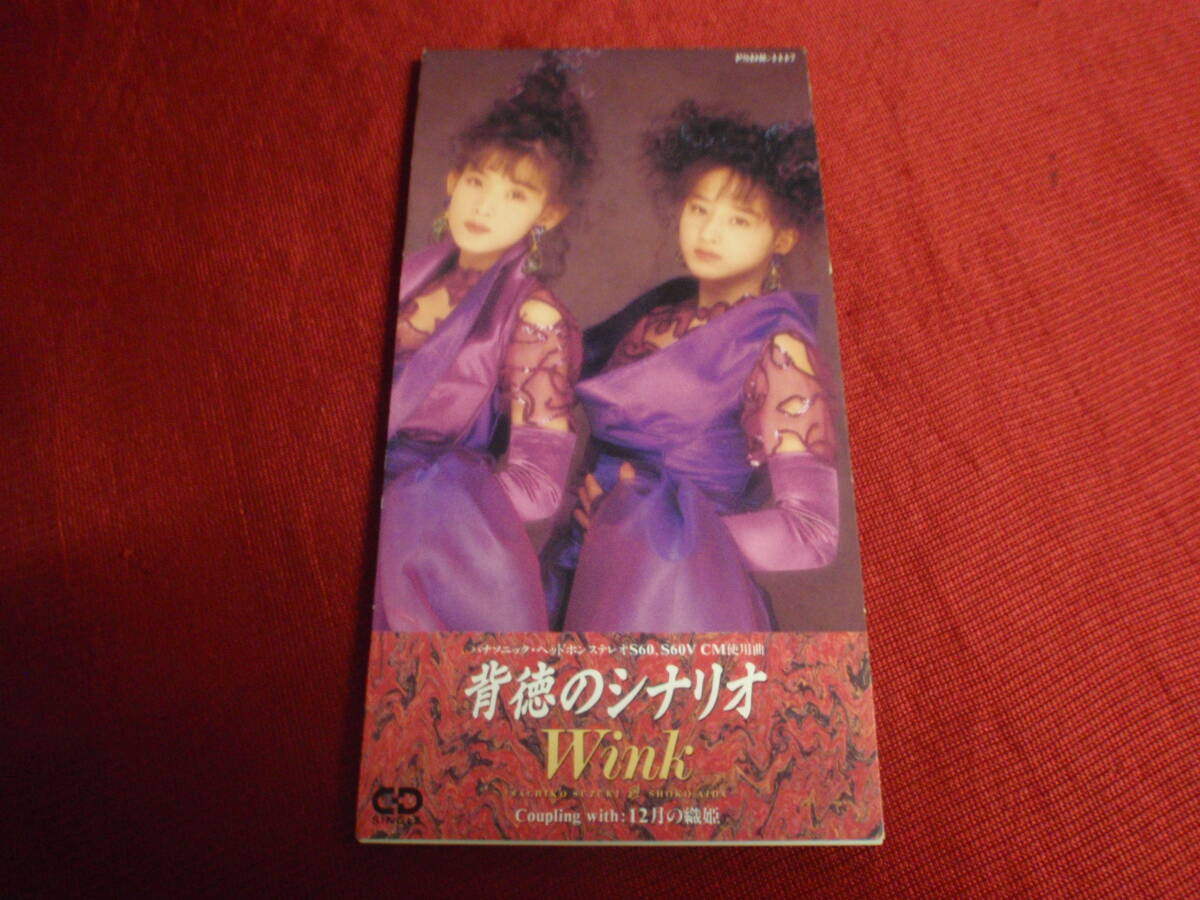 PSDR-1117
パナソニック・ヘッドホンステレオS60、S60V CM使用曲
背徳のシナリオ
Wink
SACHIKO SUZUKI & SHOKO AIDA
CD
SINGLE
Coupling with: 12月の織姫